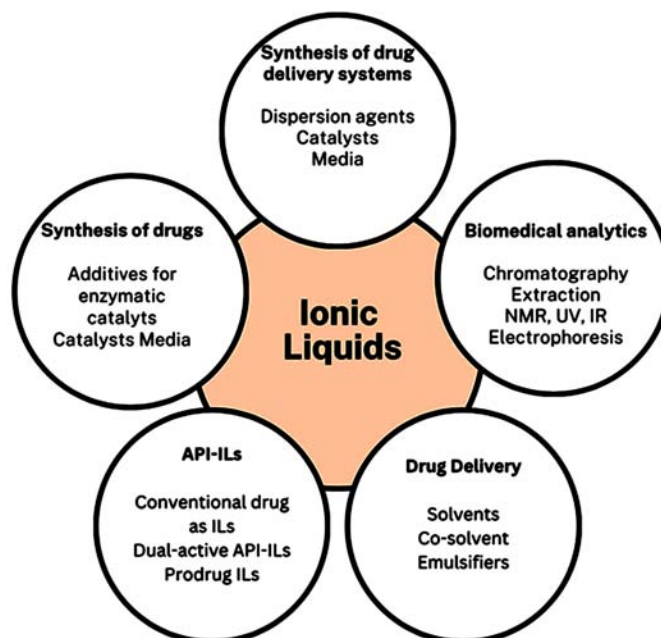 Synthesis of drug
delivery systems
Dispersion agents
Catalysts
Media
Synthesis of drugs
Additives for
enzymatic
catalyts
Catalysts Media
Biomedical analytics
Chromatography
Extraction
NMR, UV, IR
Electrophoresis
Ionic
Liquids
API-ILs
Conventional drug
as ILs
Dual-active API-ILs
Prodrug ILs
Drug Delivery
Solvents
Co-solvent
Emulsifiers